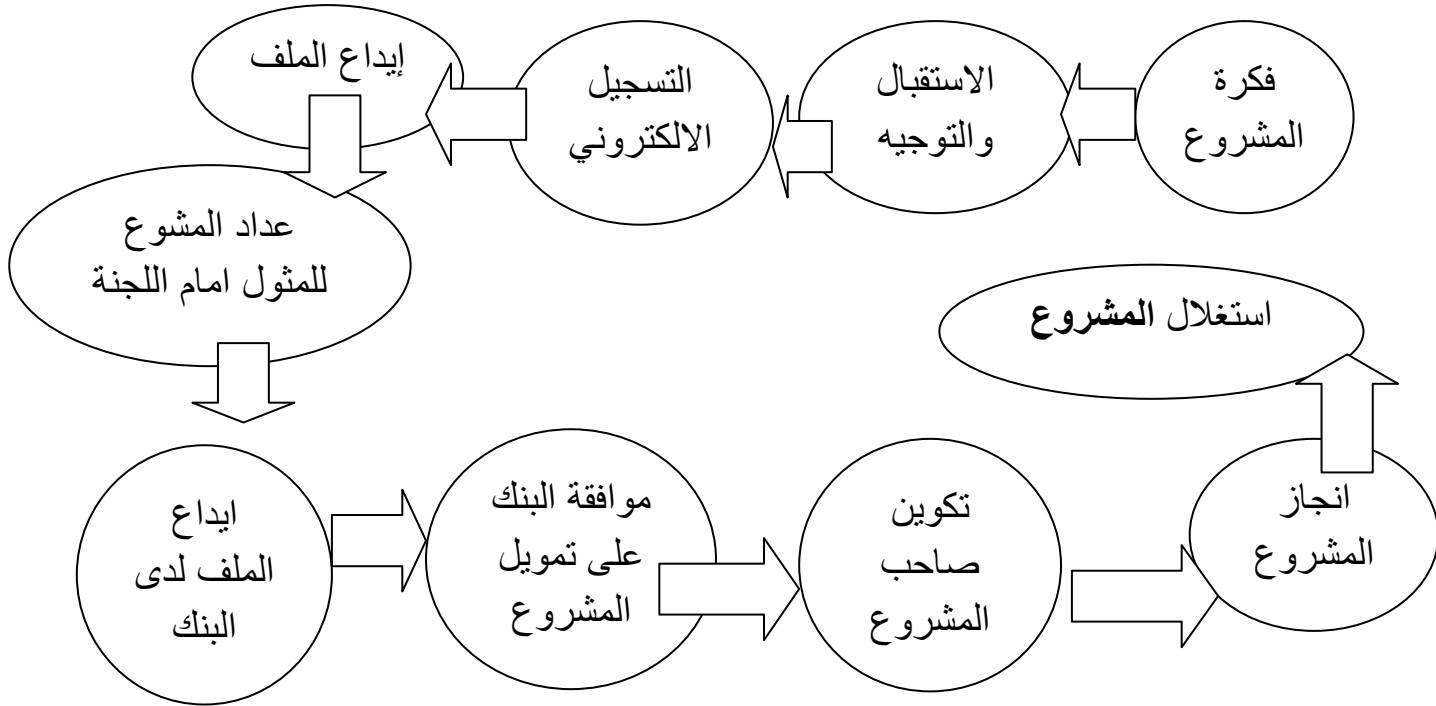 فكرة
المشروع
الاستقبال
والتوجيه
التسجيل
الالكتروني
إيداع الملف
عداد المشوع
للمثول امام اللجنة
ايداع
الملف لدى
البنك
موافقة البنك
على تمويل
المشروع
تكوين
صاحب
المشروع
انجاز
المشروع
استغلال المشروع